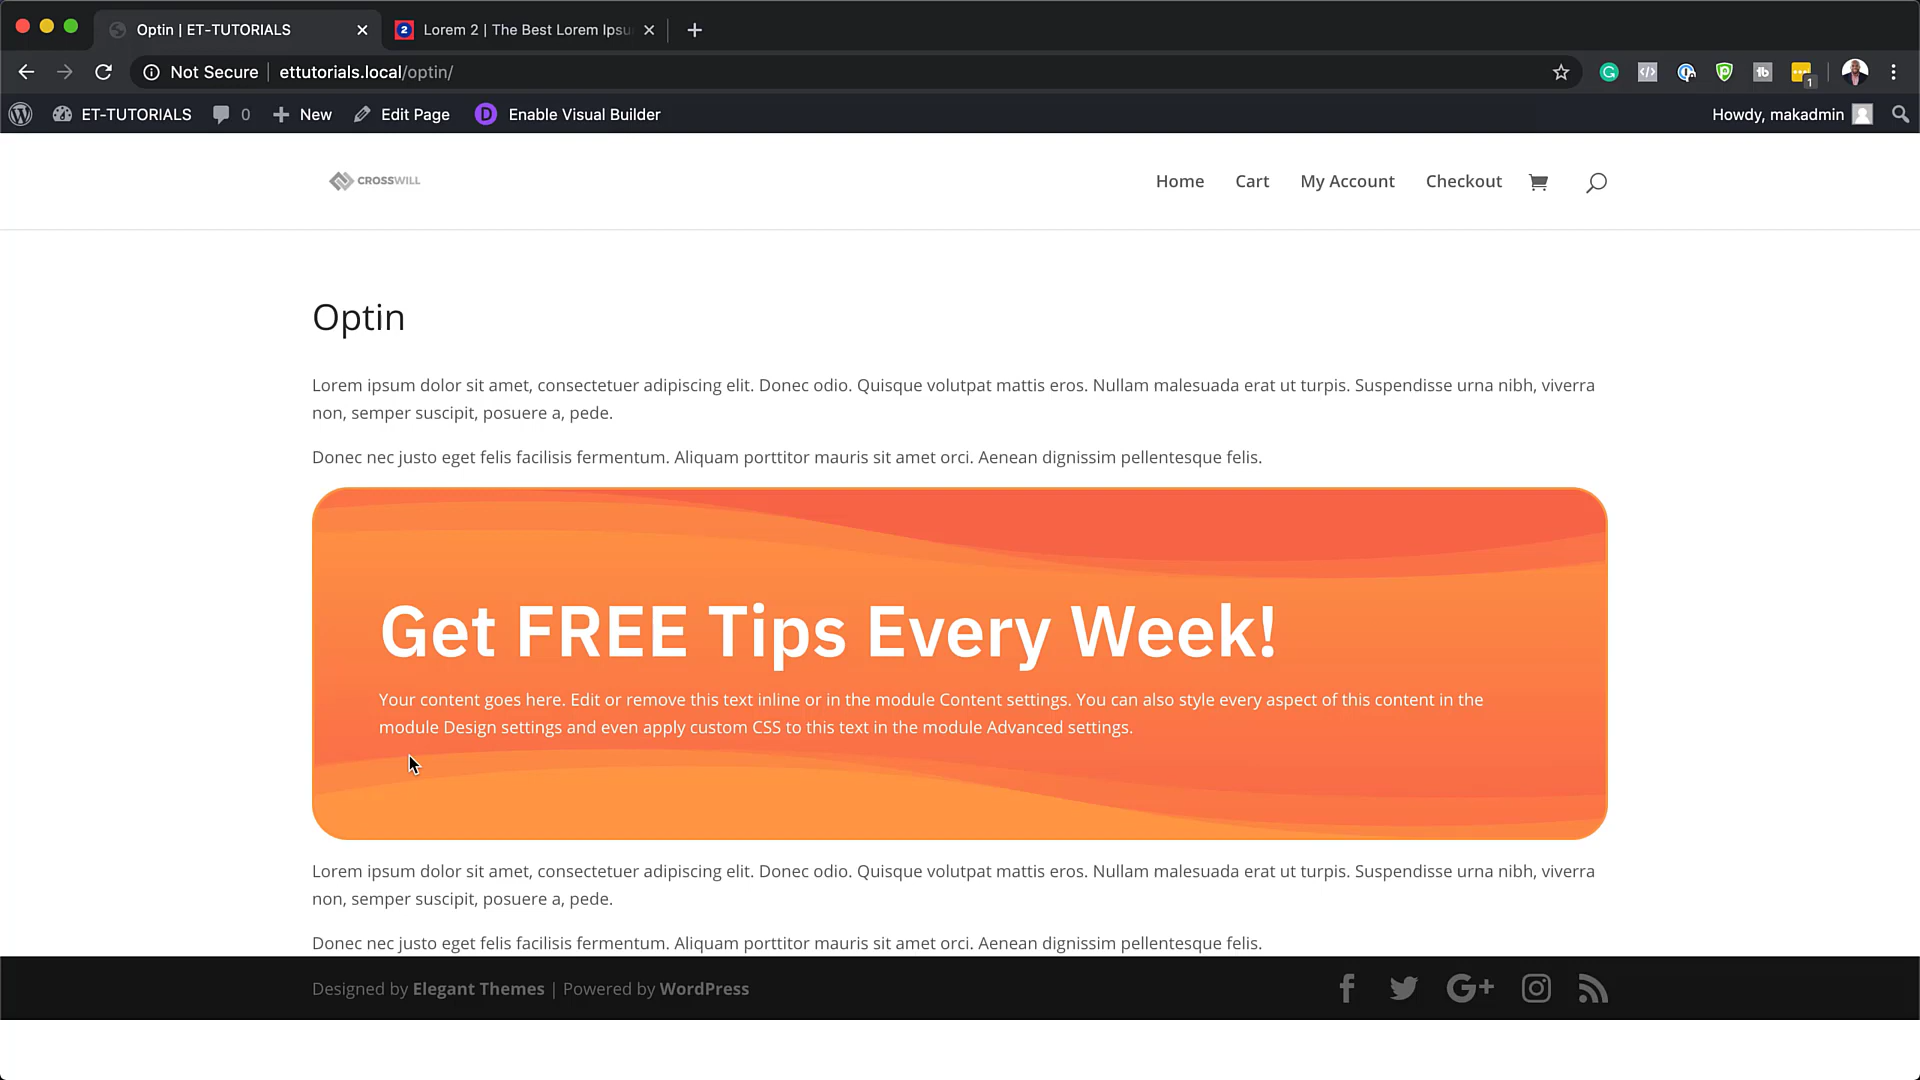 Optin | ET-TUTORIALS
2
Lorem 2 | The Best Lorem Ipsu
Not Secure
ettutorials.local/optin/
1
ET-TUTORIALS
0
New
Edit Page
D
Enable Visual Builder
Howdy, makadmin
CROSSWILL
Home
Cart
My Account
Checkout
Optin
Lorem ipsum dolor sit amet, consectetuer adipiscing elit. Donec odio. Quisque volutpat mattis eros. Nullam malesuada erat ut turpis. Suspendisse urna nibh, viverra
non, semper suscipit, posuere a, pede.
Donec nec justo eget felis facilisis fermentum. Aliquam porttitor mauris sit amet orci. Aenean dignissim pellentesque felis.
Get FREE Tips Every Week!
Your content goes here. Edit or remove this text inline or in the module Content settings. You can also style every aspect of this content in the
module Design settings and even apply custom CSS to this text in the module Advanced settings.
Lorem ipsum dolor sit amet, consectetuer adipiscing elit. Donec odio. Quisque volutpat mattis eros. Nullam malesuada erat ut turpis. Suspendisse urna nibh, viverra
non, semper suscipit, posuere a, pede.
Donec nec justo eget felis facilisis fermentum. Aliquam porttitor mauris sit amet orci. Aenean dignissim pellentesque felis.
Designed by Elegant Themes | Powered by WordPress